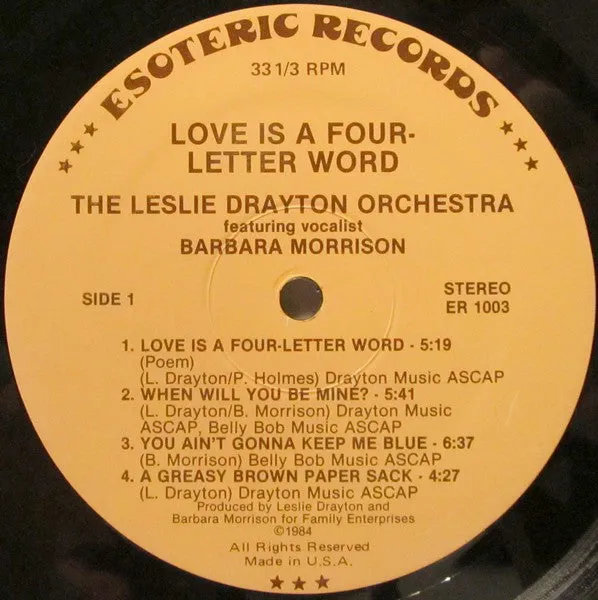 ESOTERIC RECORDS
33 1/3 RPM
LOVE IS A FOUR-
LETTER WORD
THE LESLIE DRAYTON ORCHESTRA
featuring vocalist
BARBARA MORRISON
SIDE 1
STEREO
ER 1003
1. LOVE IS A FOUR-LETTER WORD - 5:19
(Poem)
(L. Drayton/P. Holmes) Drayton Music ASCAP
2. WHEN WILL YOU BE MINE? - 5:41
(L. Drayton/B. Morrison) Drayton Music
ASCAP, Belly Bob Music ASCAP
3. YOU AIN'T GONNA KEEP ME BLUE - 6:37
(B. Morrison) Belly Bob Music ASCAP
4. A GREASY BROWN PAPER SACK - 4:27
(L. Drayton) Drayton Music ASCAP
Produced by Leslie Drayton and
Barbara Morrison for Family Enterprises
©1984
All Rights Reserved
Made in U.S.A.